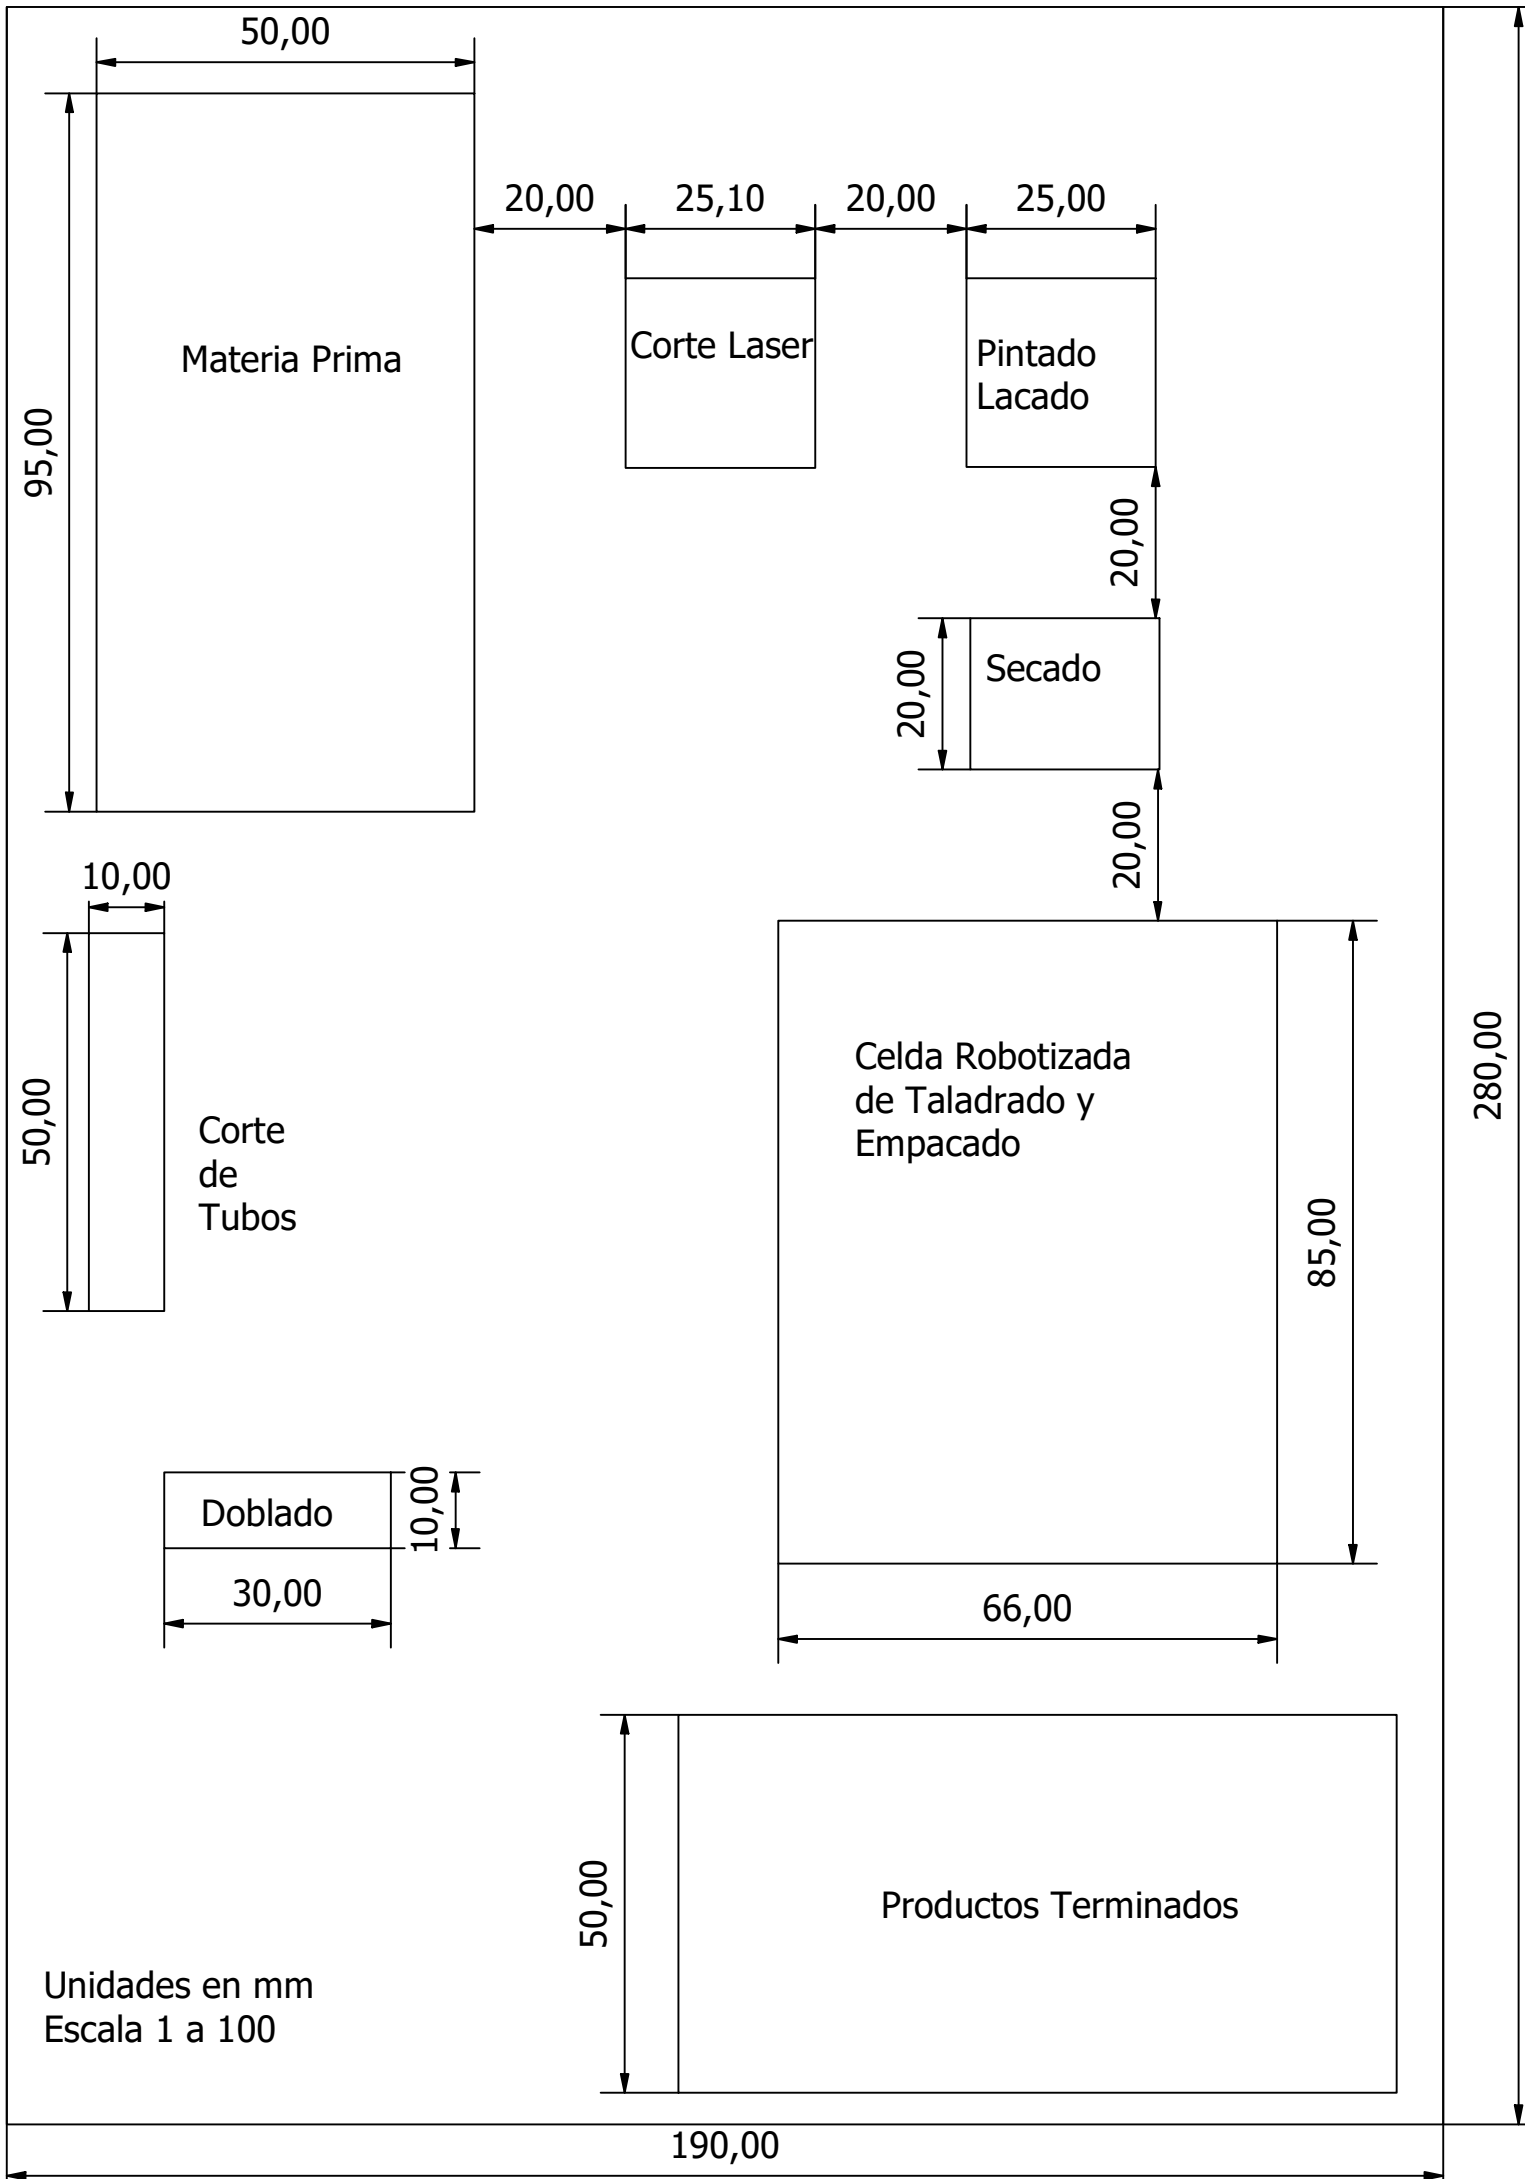 50,00
20,00
25,10
20,00
25,00
Materia Prima
Corte Laser
Pintado
Lacado
95,00
20,00
20,00
Secado
20,00
10,00
50,00
Corte
de
Tubos
Celda Robotizada
de Taladrado y
Empacado
280,00
85,00
Doblado
10,00
30,00
66,00
50,00
Productos Terminados
Unidades en mm
Escala 1 a 100
190,00